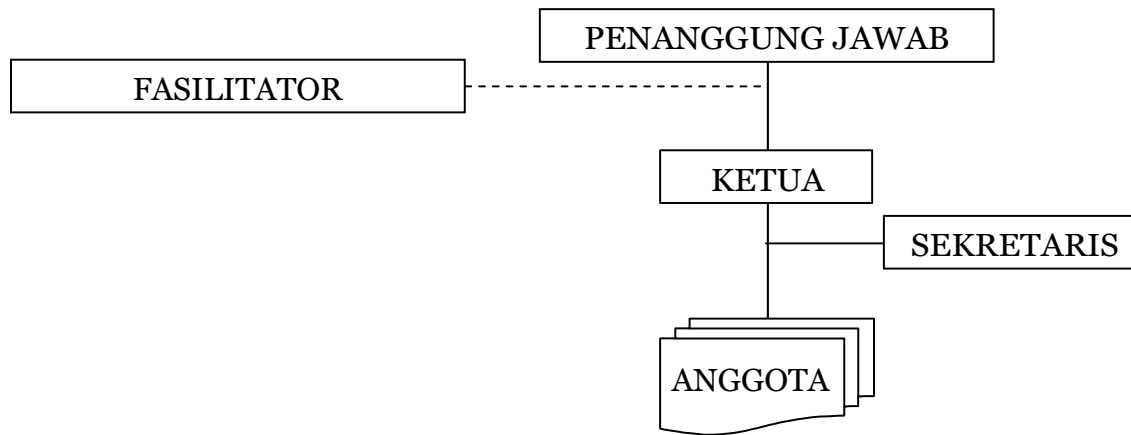 PENANGGUNG JAWAB
FASILITATOR
KETUA
SEKRETARIS
ANGGOTA